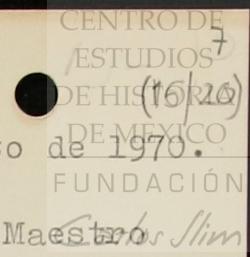 CENTRO DE
7
ESTUDIOS
DE HISTORIA
(16/20)
DE MEXICO
o de 1970.
FUNDACIÓN
Maestro
Carlos Slim